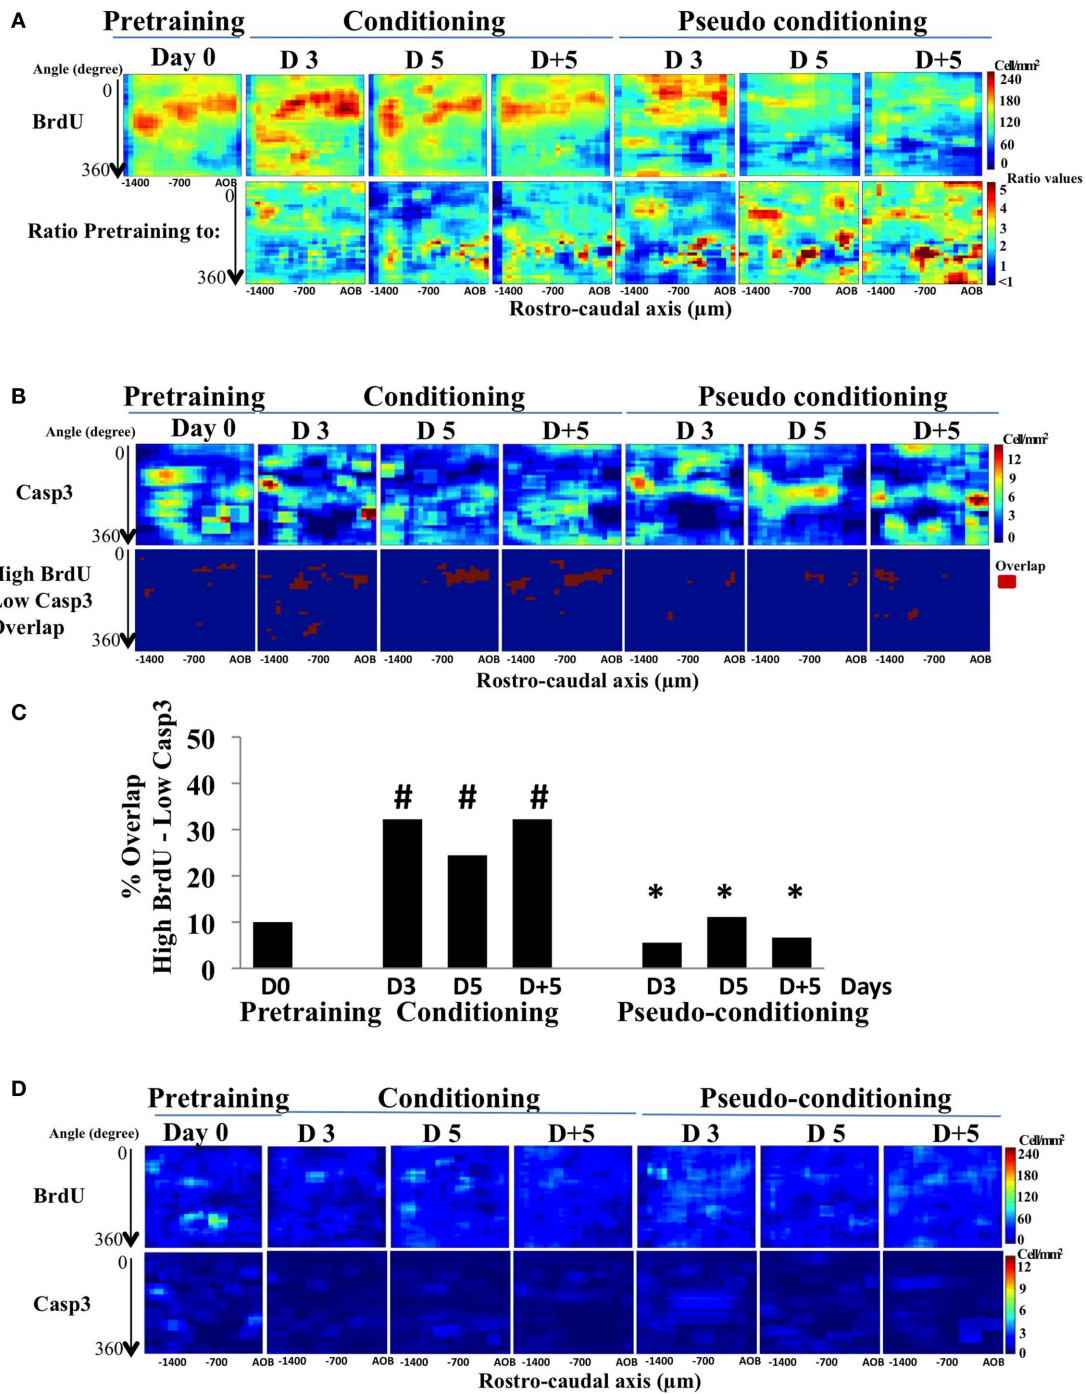 A
Pretraining Conditioning Pseudo conditioning
Day 0 D 3 D 5 D+5 D 3 D 5 D+5
Angle (degree)
Cell/mm²
0
BrdU
360
240
180
120
60
0
-1400 -700 AOB
Ratio values
0
Ratio Pretraining to:
360
5
4
3
2
1
<1
-1400 -700 AOB -1400 -700 AOB -1400 -700 AOB -1400 -700 AOB -1400 -700 AOB -1400 -700 AOB
Rostro-caudal axis (µm)
B
Pretraining Conditioning Pseudo conditioning
Angle (degree) Day 0 D 3 D 5 D+5 D 3 D 5 D+5
Cell/mm²
0
Casp3
360
12
9
6
3
0
0
High BrdU
Low Casp3
Overlap
360
Overlap
-1400 -700 AOB -1400 -700 AOB -1400 -700 AOB -1400 -700 AOB -1400 -700 AOB -1400 -700 AOB -1400 -700 AOB
Rostro-caudal axis (µm)
C
% Overlap
High BrdU - Low Casp3
50
40
30
20
10
0
# # #
* * *
D0 D3 D5 D+5 D3 D5 D+5 Days
Pretraining Conditioning Pseudo-conditioning
D
Pretraining Conditioning Pseudo-conditioning
Angle (degree) Day 0 D 3 D 5 D+5 D 3 D 5 D+5
Cell/mm²
0
BrdU
360
240
180
120
60
0
Cell/mm²
0
Casp3
360
12
9
6
3
0
-1400 -700 AOB -1400 -700 AOB -1400 -700 AOB -1400 -700 AOB -1400 -700 AOB -1400 -700 AOB -1400 -700 AOB
Rostro-caudal axis (µm)